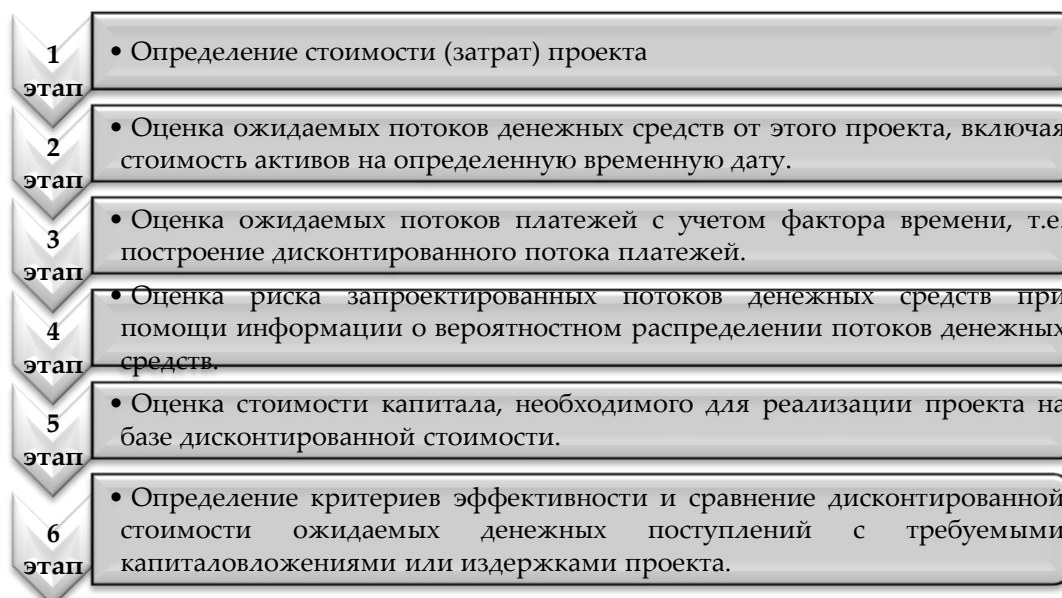 1
этап
• Определение стоимости (затрат) проекта
2
этап
• Оценка ожидаемых потоков денежных средств от этого проекта, включая
стоимость активов на определенную временную дату.
3
этап
• Оценка ожидаемых потоков платежей с учетом фактора времени, т.е.
построение дисконтированного потока платежей.
4
этап
• Оценка риска запроектированных потоков денежных средств при
помощи информации о вероятностном распределении потоков денежных
средств.
5
этап
• Оценка стоимости капитала, необходимого для реализации проекта на
базе дисконтированной стоимости.
6
этап
• Определение критериев эффективности и сравнение дисконтированной
стоимости ожидаемых денежных поступлений с требуемыми
капиталовложениями или издержками проекта.